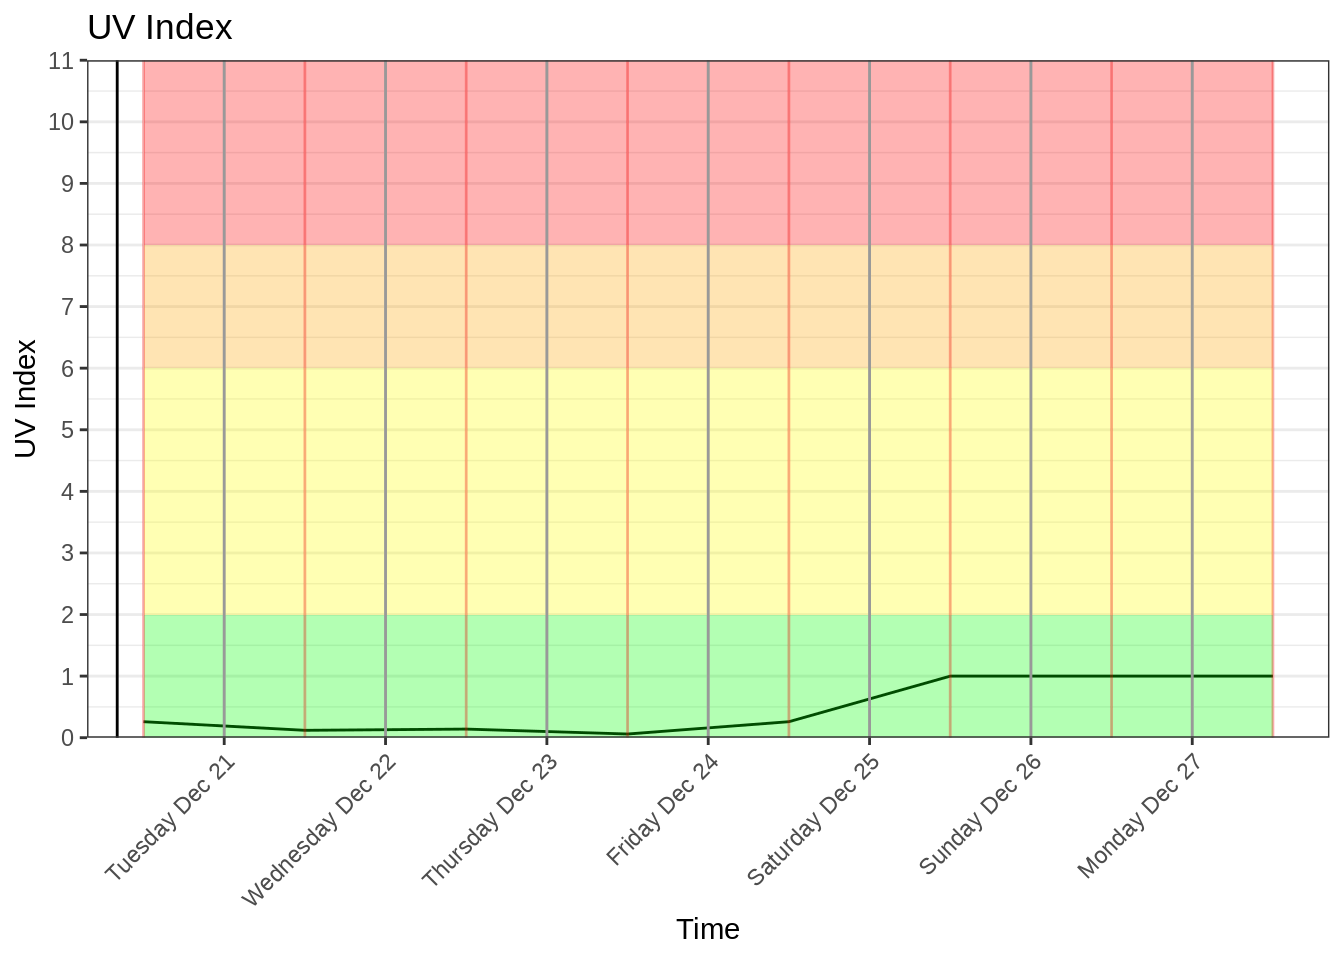 UV Index
11
10
9
8
7
6
5
4
3
2
1
0
UV Index
Tuesday Dec 21
Wednesday Dec 22
Thursday Dec 23
Friday Dec 24
Saturday Dec 25
Sunday Dec 26
Monday Dec 27
Time